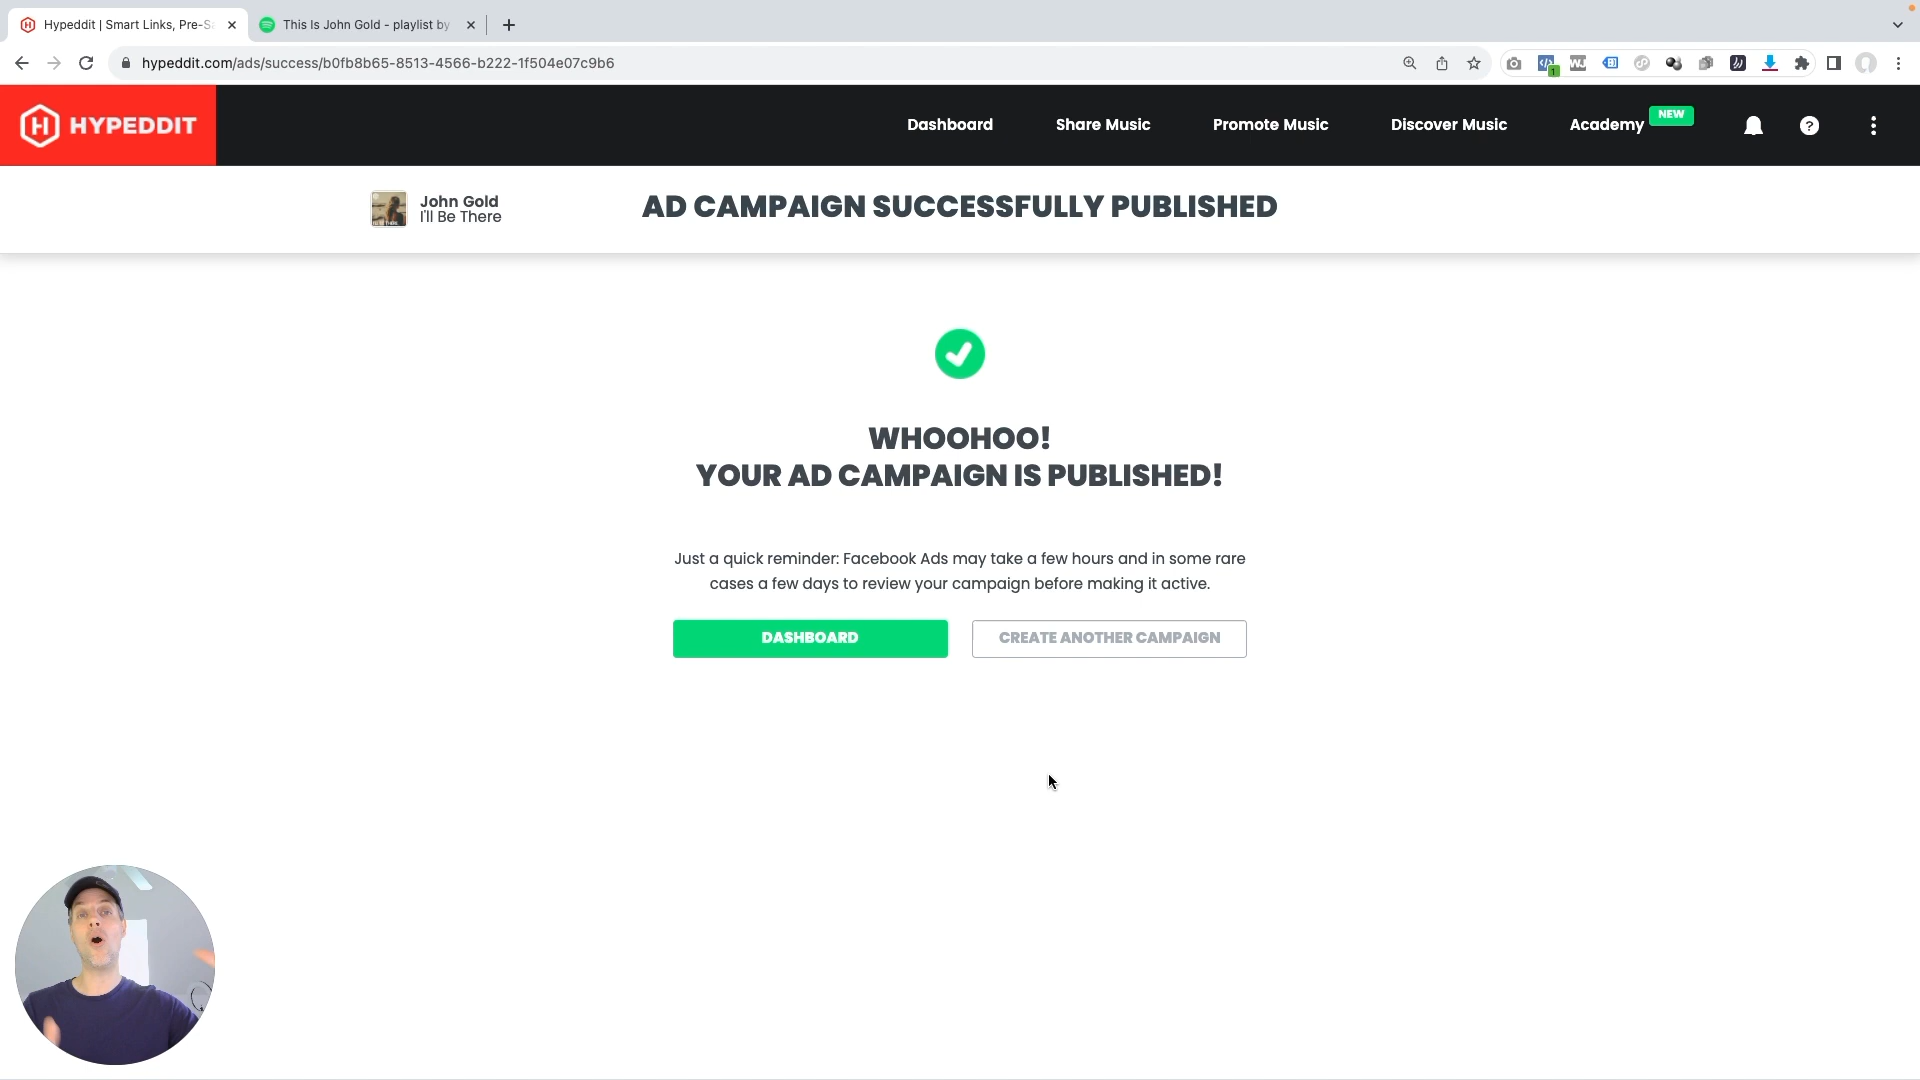 Hypeddit | Smart Links, Pre-S
This Is John Gold - playlist by
hypeddit.com/ads/success/b0fb8b65-8513-4566-b222-1f504e07c9b6
1
HYPEDDIT
Dashboard
Share Music
Promote Music
Discover Music
Academy
NEW
?
John Gold
I'll Be There
AD CAMPAIGN SUCCESSFULLY PUBLISHED
WHOOHOO!
YOUR AD CAMPAIGN IS PUBLISHED!
Just a quick reminder: Facebook Ads may take a few hours and in some rare
cases a few days to review your campaign before making it active.
DASHBOARD
CREATE ANOTHER CAMPAIGN